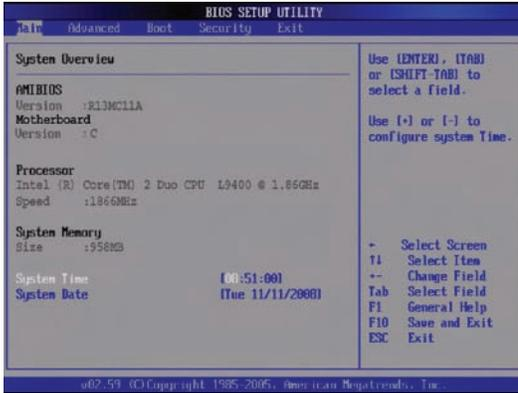 BIOS SETUP UTILITY
Main Advanced Boot Security Exit
System Overview
AMIBIOS
Version :R13MC11A
Motherboard
Version :C
Processor
Intel (R) Core(TM) 2 Duo CPU L9400 @ 1.86GHz
Speed :1866MHz
System Memory
Size :958MB
System Time [08:51:00]
System Date [Tue 11/11/2008]
Use [ENTER], [TAB]
or [SHIFT-TAB] to
select a field.
Use [+] or [-] to
configure system Time.
← Select Screen
↑↓ Select Item
+- Change Field
Tab Select Field
F1 General Help
F10 Save and Exit
ESC Exit
v02.59 (C)Copyright 1985-2005, American Megatrends, Inc.